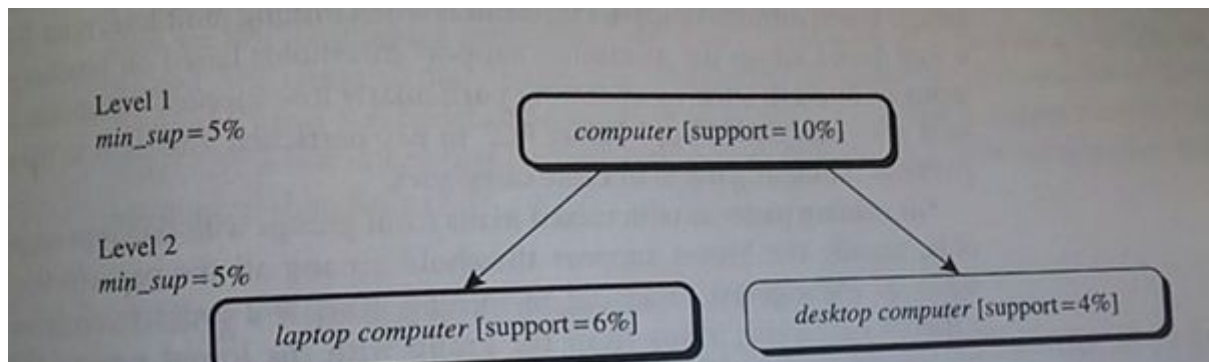 Level 1
min_sup=5%
computer [support=10%]
Level 2
min_sup=5%
laptop computer [support=6%]
desktop computer [support=4%]